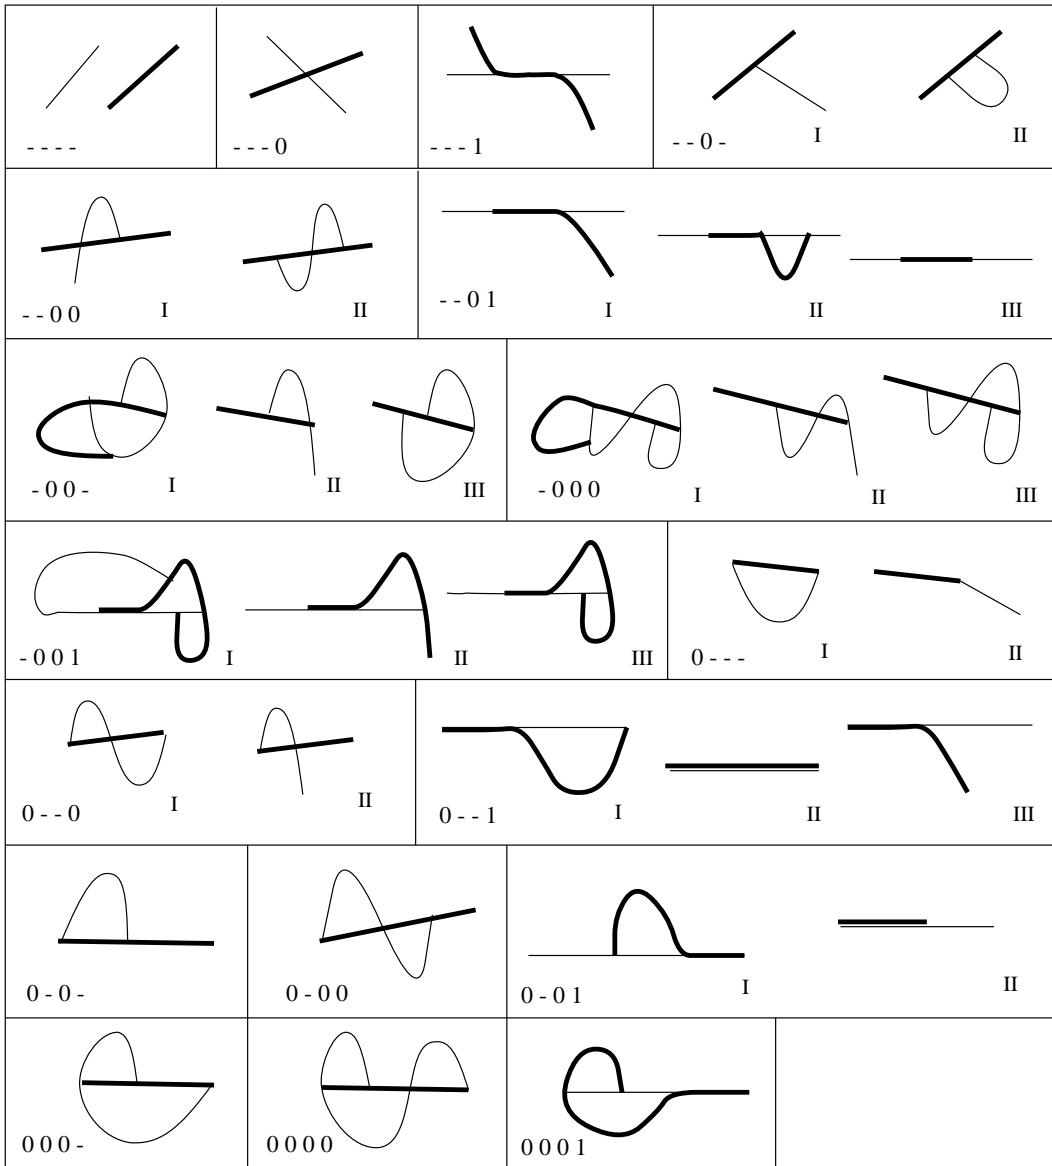 - - - -
- - - 0
- - - 1
- - 0 -
I
II
- - 0 0
I
II
- - 0 1
I
II
III
- 0 0 -
I
II
III
- 0 0 0
I
II
III
- 0 0 1
I
II
III
0 - - -
I
II
0 - - 0
I
II
0 - - 1
I
II
III
0 - 0 -
0 - 0 0
0 - 0 1
I
II
0 0 0 -
0 0 0 0
0 0 0 1